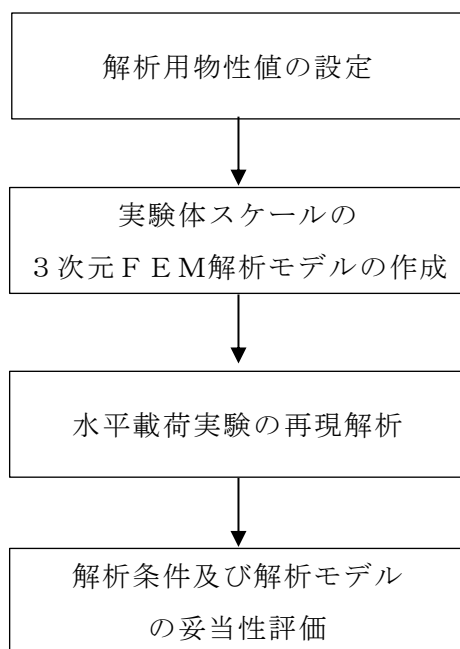 解析用物性値の設定
実験体スケールの
３次元ＦＥＭ解析モデルの作成
水平載荷実験の再現解析
解析条件及び解析モデル
の妥当性評価